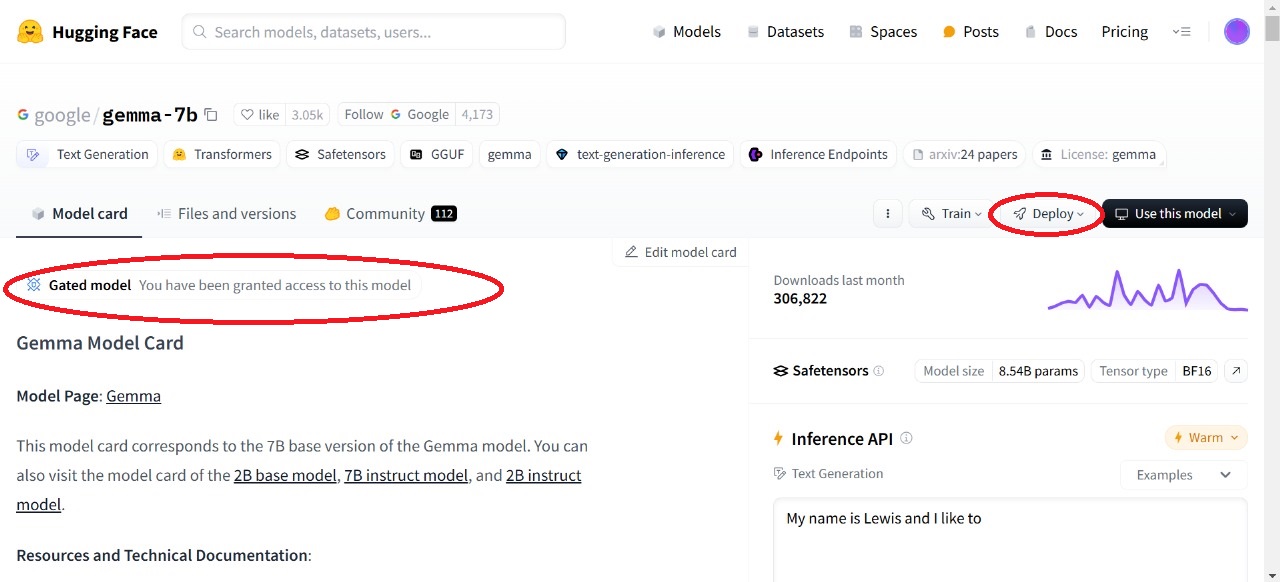 Hugging Face
Search models, datasets, users...
Models Datasets Spaces Posts Docs Pricing
google/gemma-7b like 3.05k Follow Google 4,173
Text Generation Transformers Safetensors GGUF gemma text-generation-inference Inference Endpoints arxiv:24 papers License: gemma
Model card Files and versions Community 112 Train Deploy Use this model
Edit model card
Gated model You have been granted access to this model
Gemma Model Card
Model Page: Gemma
This model card corresponds to the 7B base version of the Gemma model. You can
also visit the model card of the 2B base model, 7B instruct model, and 2B instruct
model.
Resources and Technical Documentation:
Downloads last month
306,822
Safetensors Model size 8.54B params Tensor type BF16
Inference API Warm
Text Generation Examples
My name is Lewis and I like to